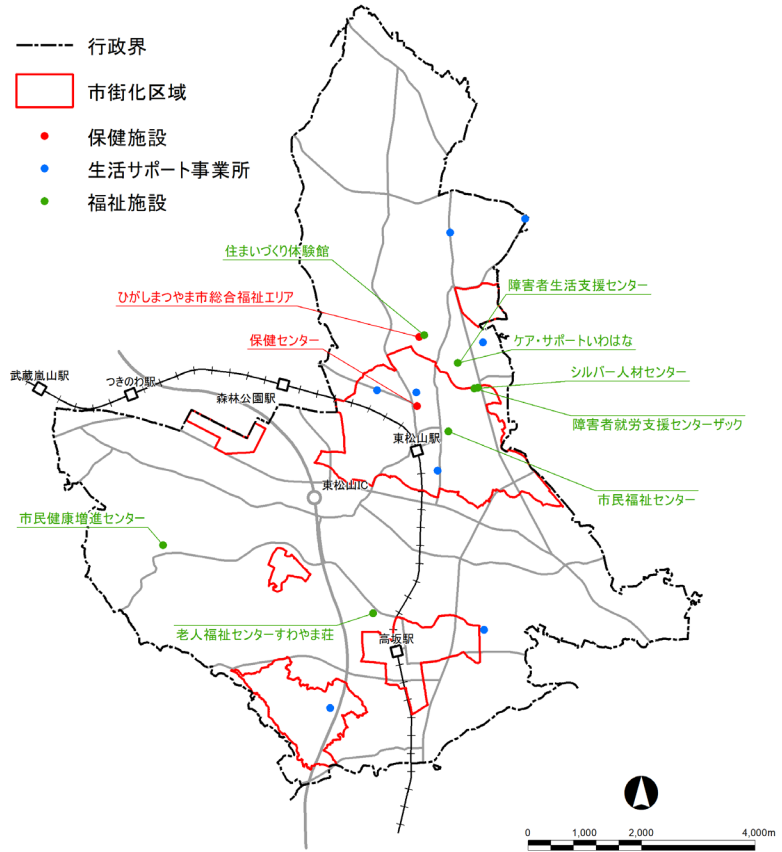 行政界
市街化区域
保健施設
生活サポート事業所
福祉施設
住まいづくり体験館
障害者生活支援センター
ひがしまつやま市総合福祉エリア
保健センター
ケア・サポートいわはな
シルバー人材センター
武蔵嵐山駅
つきのわ駅
森林公園駅
障害者就労支援センターザック
東松山駅
東松山IC
市民福祉センター
市民健康増進センター
老人福祉センターすわやま荘
高坂駅
0 1,000 2,000 4,000m